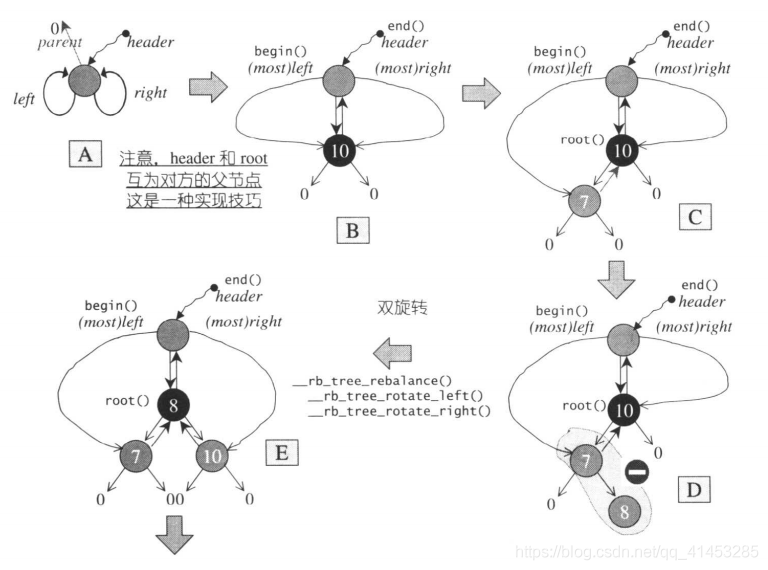 0
parent
header
left
right
A
注意，header 和 root
互为对方的父节点
这是一种实现技巧
end()
header
begin()
(most)left
(most)right
10
0
0
B
end()
header
begin()
(most)left
(most)right
root()
10
7
0
0
0
C
end()
header
begin()
(most)left
(most)right
root()
10
7
0
0
8
D
双旋转
__rb_tree_rebalance()
__rb_tree_rotate_left()
__rb_tree_rotate_right()
end()
header
begin()
(most)left
(most)right
root()
8
7
10
0
00
0
E
https://blog.csdn.net/qq_41453285